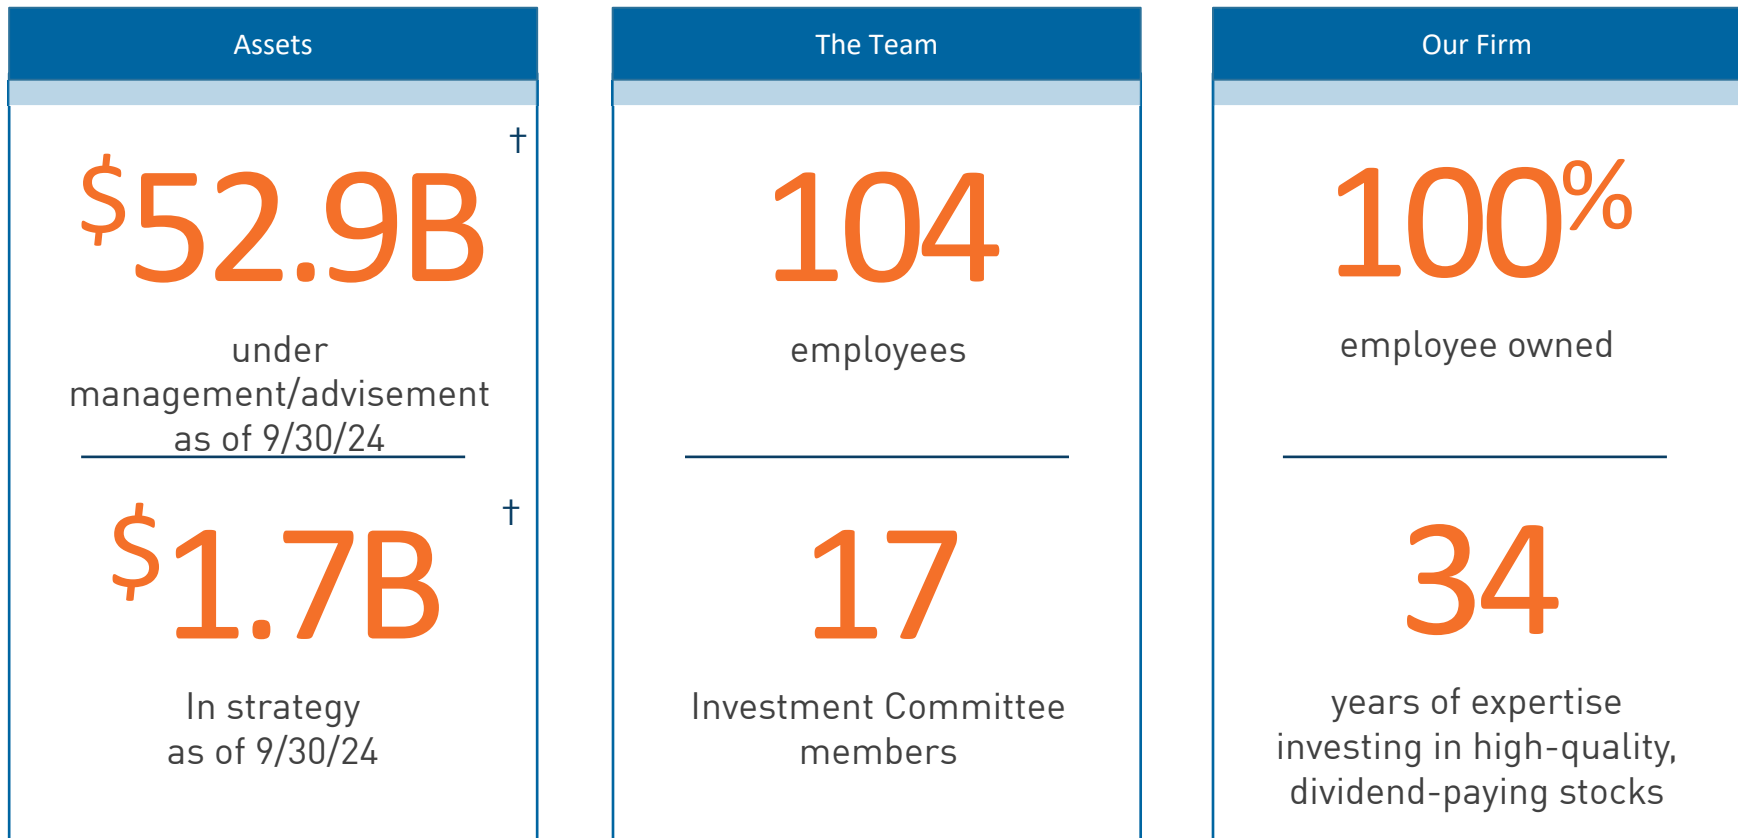 Assets
$52.9B†
under
management/advisement
as of 9/30/24
$1.7B†
In strategy
as of 9/30/24
The Team
104
employees
17
Investment Committee
members
Our Firm
100%
employee owned
34
years of expertise
investing in high-quality,
dividend-paying stocks